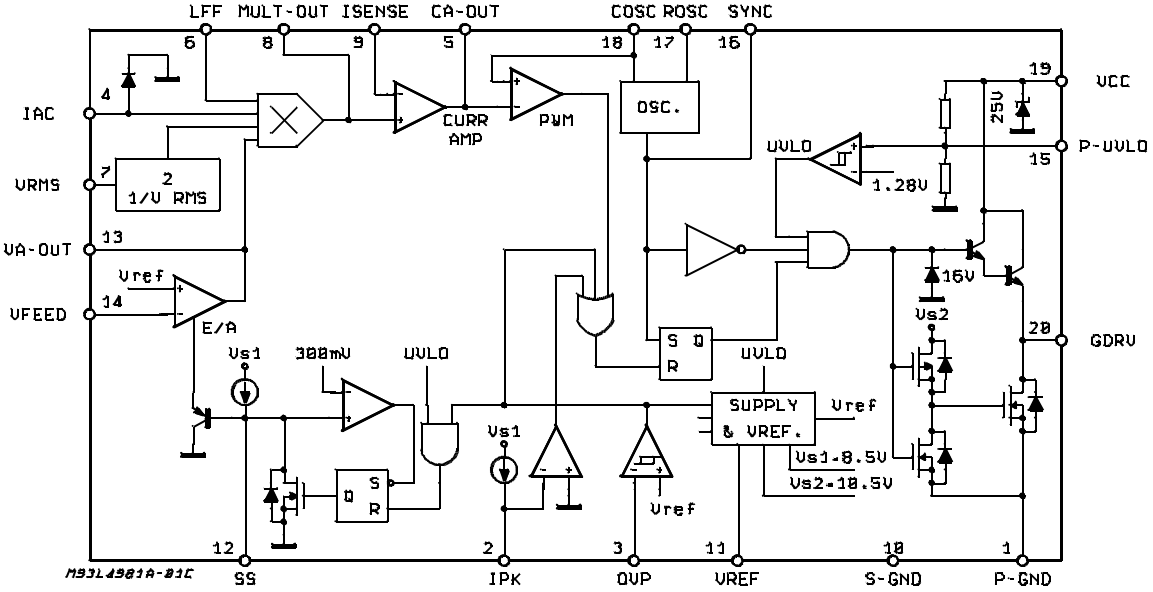 LFF MULT-OUT ISENSE CA-OUT COSC ROSC SYNC
6 8 9 5 18 17 16
19 VCC
25V
4
IAC
OSC.
CURR
AMP
PWM
UVLO
P-UVLO
15
1.28V
7
VRMS
2
1/V RMS
13
VA-OUT
Vref
16V
14
VFEED
E/A
Vs2
20
GDRV
S Q
R
Vs1
300mV
UVLO
UVLO
SUPPLY
& VREF.
Vref
Vs1
Vs1-8.5V
Vs2-10.5V
Q
S
R
Vref
12 2 3 11 10 1
M93L4981A-01C
SS IPK OVP VREF S-GND P-GND